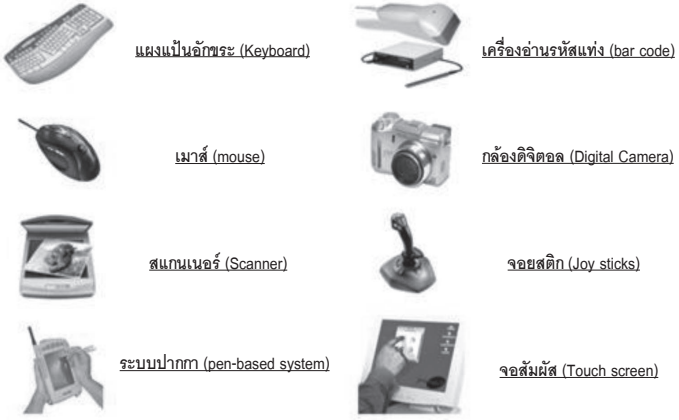 แผงแป้นอักขระ (Keyboard)
เครื่องอ่านรหัสแท่ง (bar code)
เมาส์ (mouse)
กล้องดิจิตอล (Digital Camera)
สแกนเนอร์ (Scanner)
จอยสติก (Joy sticks)
ระบบปากกา (pen-based system)
จอสัมผัส (Touch screen)